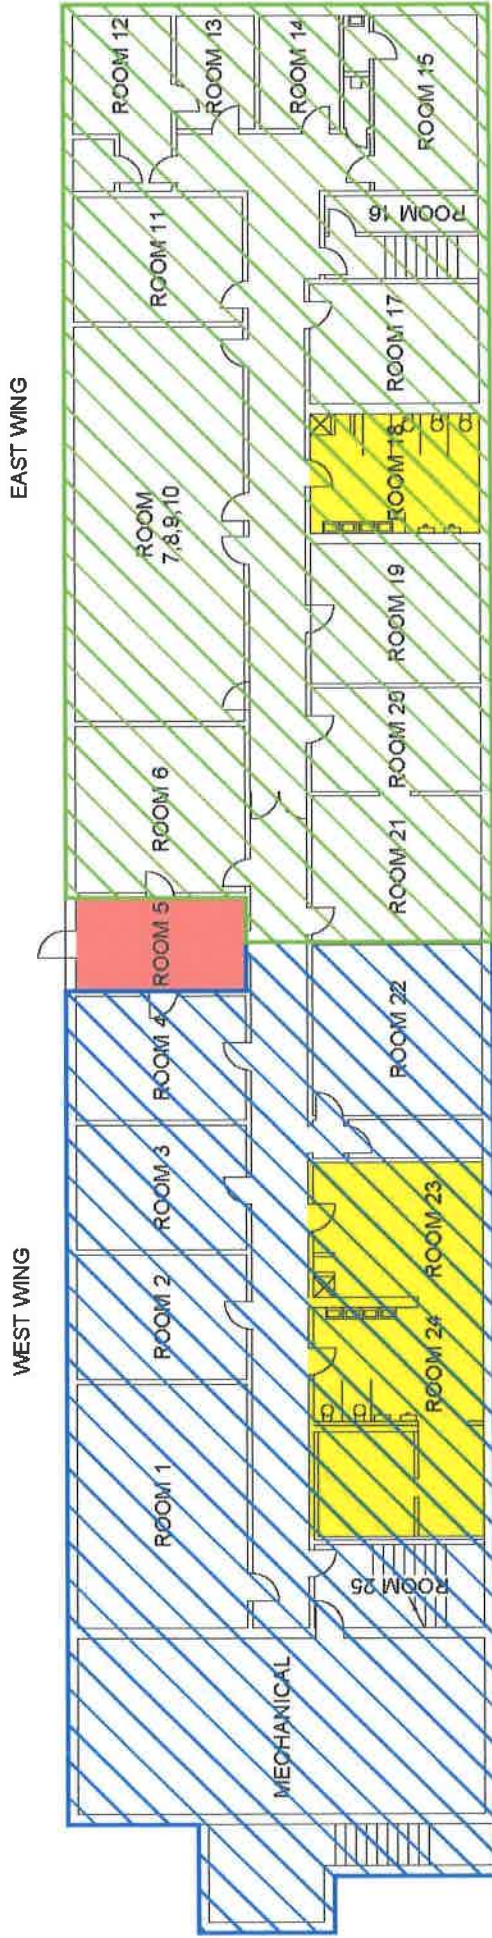 WEST WING
EAST WING
ROOM 1
ROOM 2
ROOM 3
ROOM 4
ROOM 5
ROOM 6
ROOM
7,8,9,10
ROOM 11
ROOM 12
ROOM 13
ROOM 14
ROOM 15
ROOM 16
ROOM 17
ROOM 18
ROOM 19
ROOM 20
ROOM 21
ROOM 22
ROOM 23
ROOM 24
ROOM 25
MECHANICAL